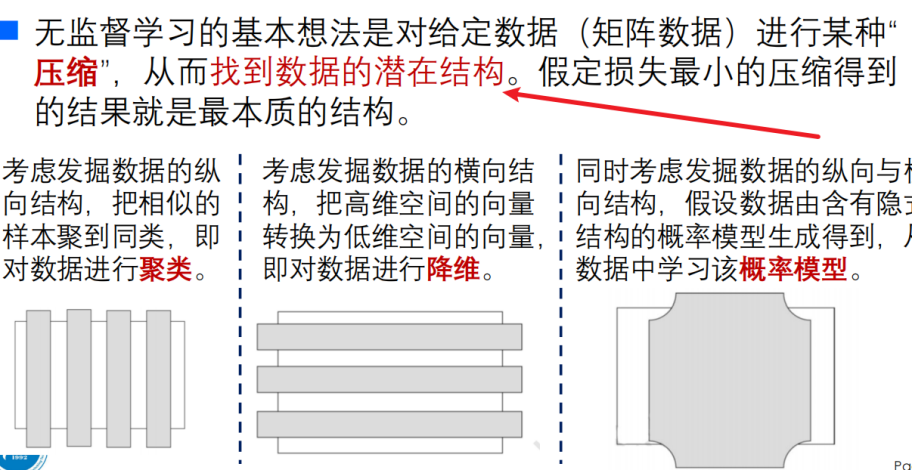 无监督学习的基本想法是对给定数据（矩阵数据）进行某种“
压缩”，从而找到数据的潜在结构。假定损失最小的压缩得到
的结果就是最本质的结构。
考虑发掘数据的纵
向结构，把相似的
样本聚到同类，即
对数据进行聚类。
考虑发掘数据的横向结
构，把高维空间的向量
转换为低维空间的向量，
即对数据进行降维。
同时考虑发掘数据的纵向与
向结构，假设数据由含有隐
结构的概率模型生成得到，
数据中学习该概率模型。
1992
Pa